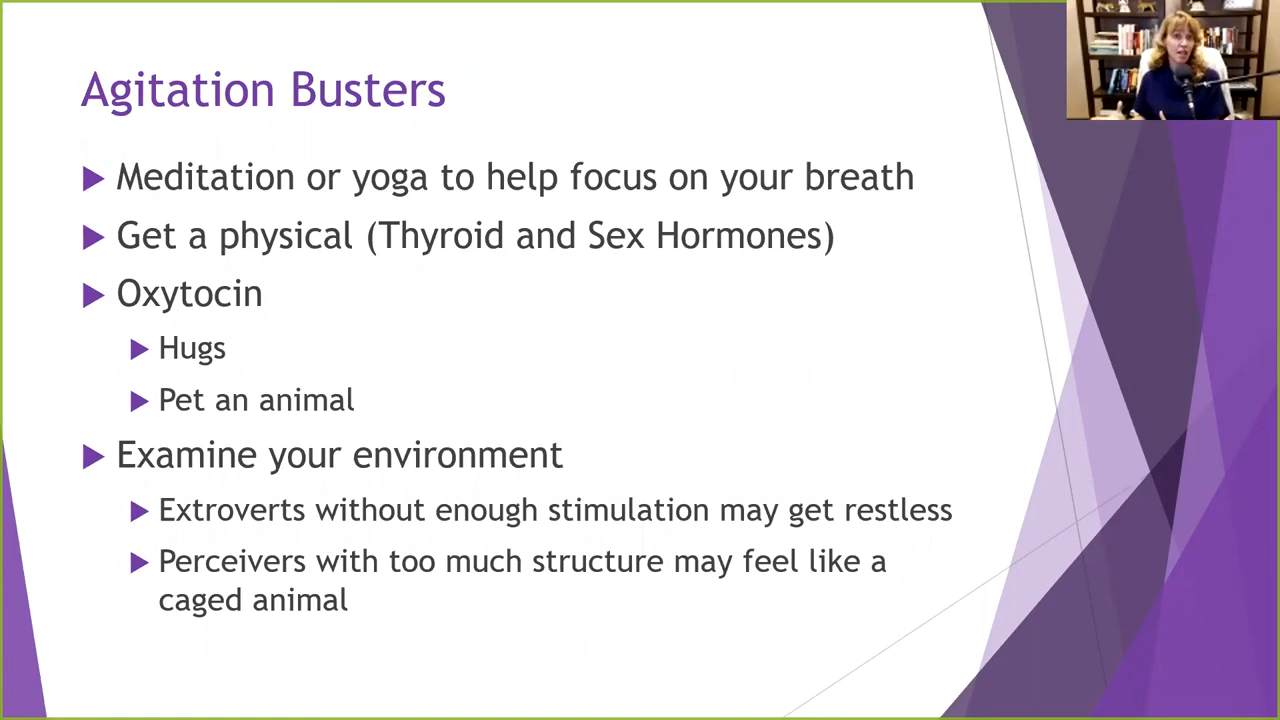 Agitation Busters
Meditation or yoga to help focus on your breath
Get a physical (Thyroid and Sex Hormones)
Oxytocin
Hugs
Pet an animal
Examine your environment
Extroverts without enough stimulation may get restless
Perceivers with too much structure may feel like a
caged animal